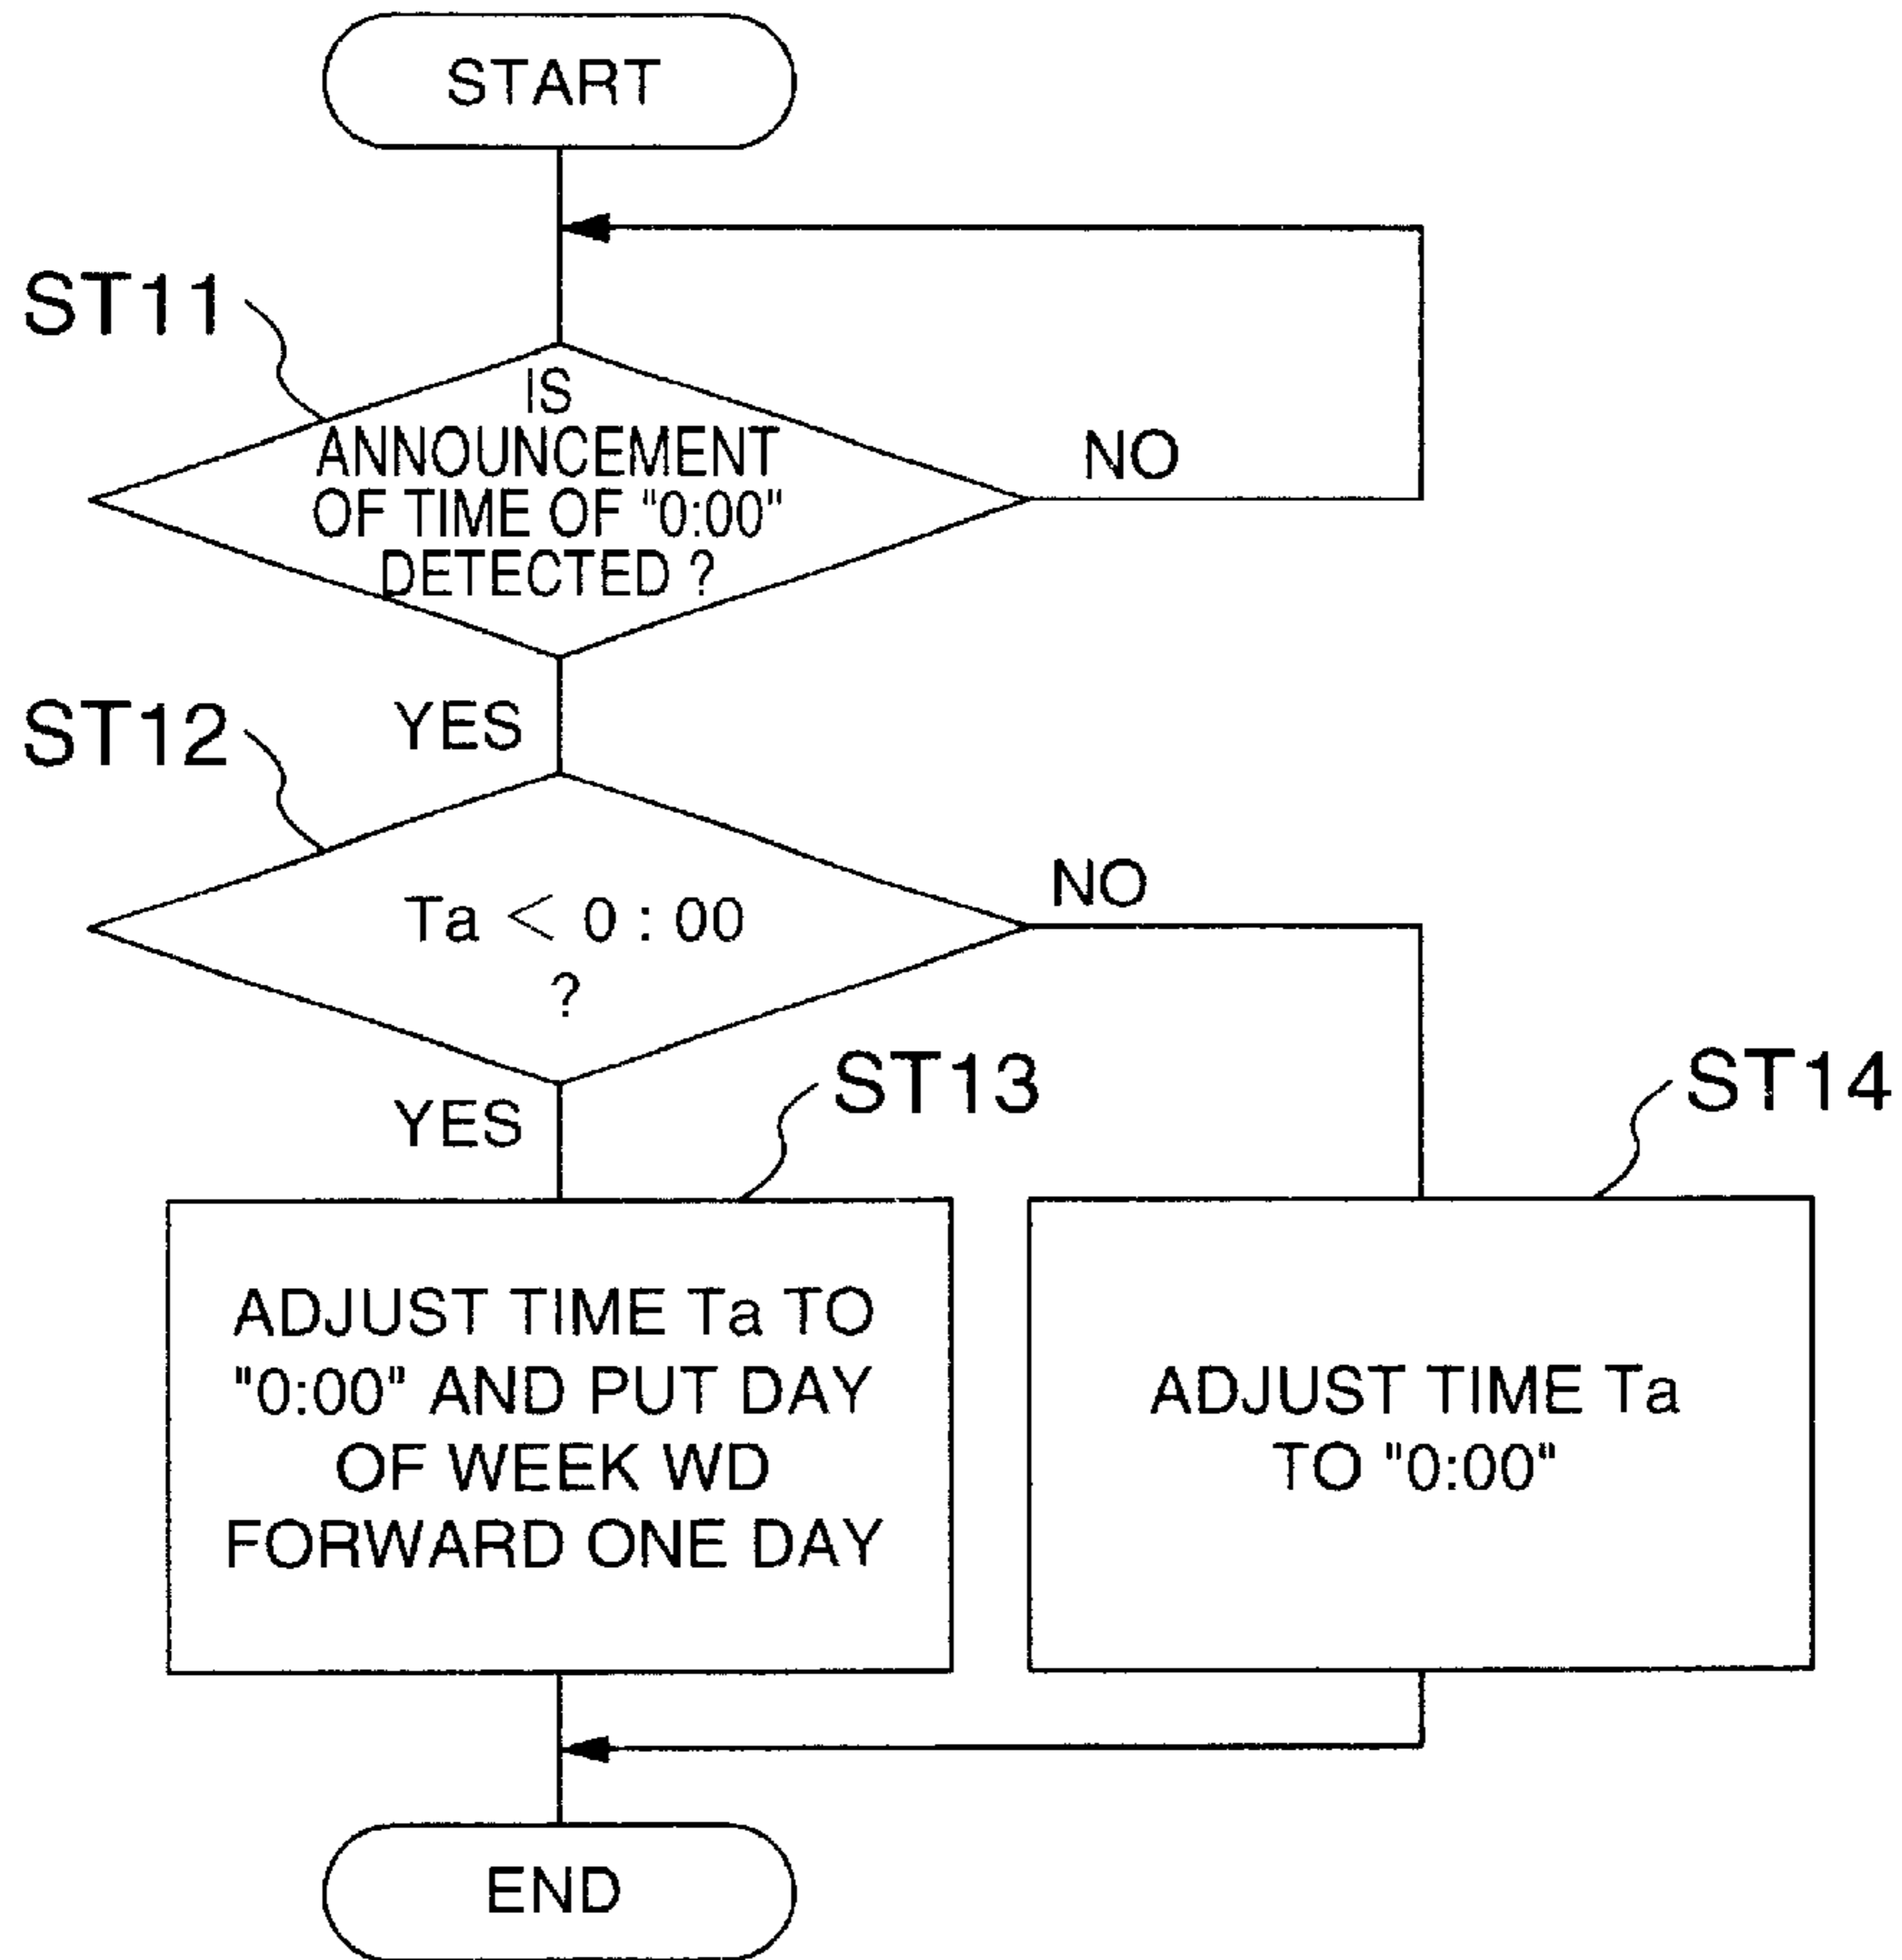 START
ST11
IS
ANNOUNCEMENT
OF TIME OF "0:00"
DETECTED ?
NO
YES
ST12
Ta < 0 : 00
?
NO
YES
ST13
ST14
ADJUST TIME Ta TO
"0:00" AND PUT DAY
OF WEEK WD
FORWARD ONE DAY
ADJUST TIME Ta
TO "0:00"
END